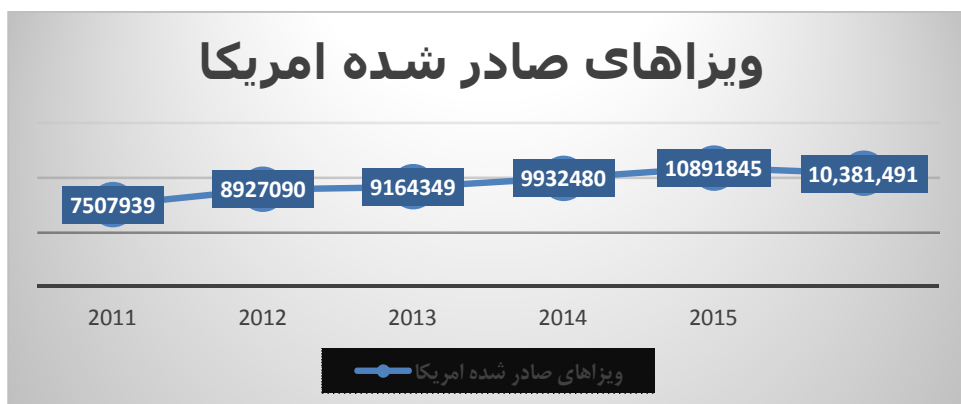 ویزاهای صادر شده امریکا
7507939 8927090 9164349 9932480 10891845 10,381,491
2011 2012 2013 2014 2015
ویزاهای صادر شده امریکا